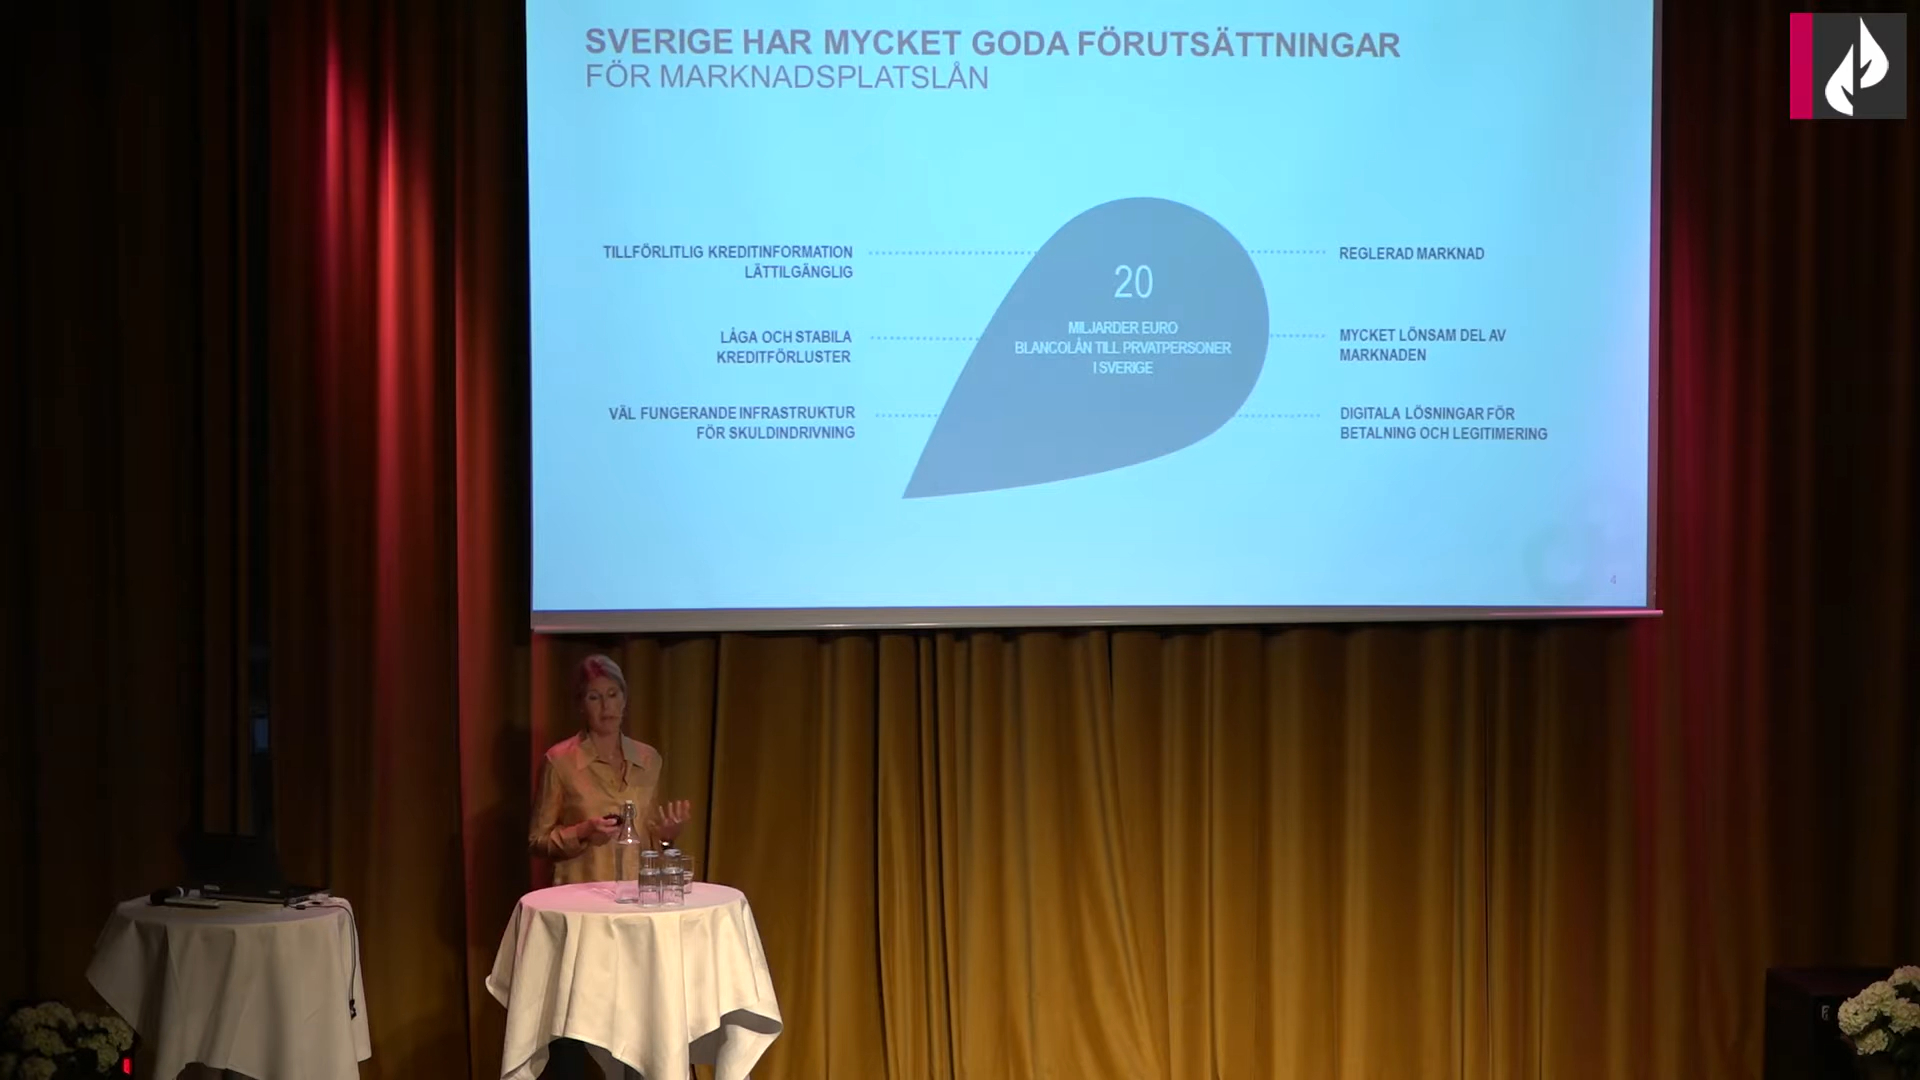 SVERIGE HAR MYCKET GODA FÖRUTSÄTTNINGAR
FÖR MARKNADSPLATSLÅN
TILLFÖRLITLIG KREDITINFORMATION
LÄTTILGÄNGLIG
LÅGA OCH STABILA
KREDITFÖRLUSTER
VÄL FUNGERANDE INFRASTRUKTUR
FÖR SKULDINDRIVNING
20
MILJARDER EURO
BLANCOLÅN TILL PRVATPERSONER
I SVERIGE
REGLERAD MARKNAD
MYCKET LÖNSAM DEL AV
MARKNADEN
DIGITALA LÖSNINGAR FÖR
BETALNING OCH LEGITIMERING
4